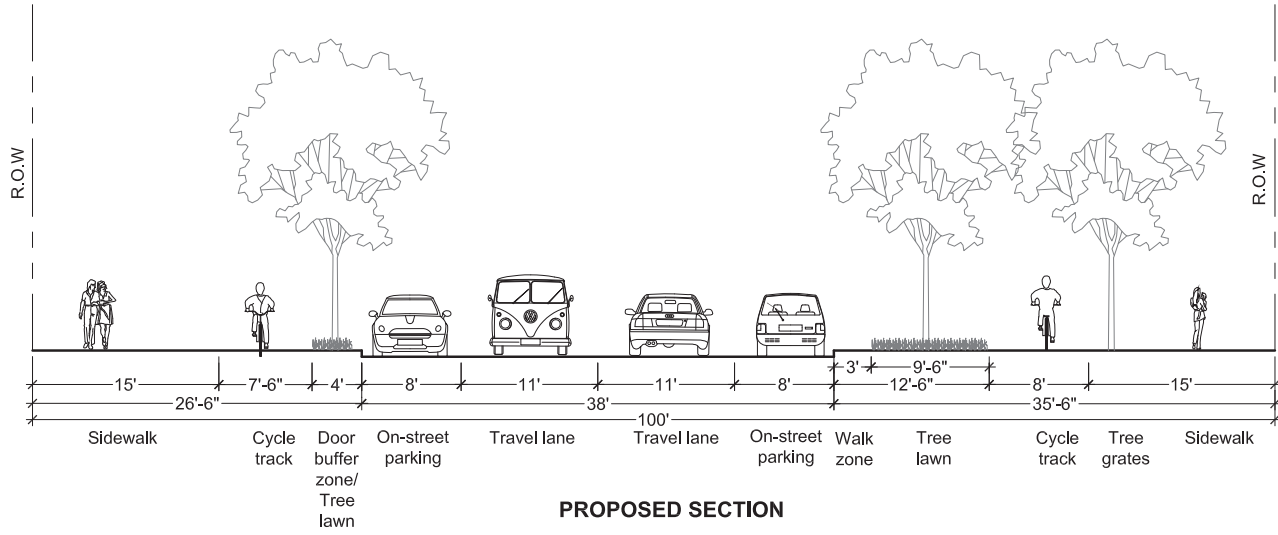 R.O.W
R.O.W
3' 9'-6"
15' 7'-6" 4' 8' 11' 11' 8' 12'-6" 8' 15'
26'-6" 38' 35'-6"
100'
Sidewalk
Cycle
track
Door
buffer
zone/
Tree
lawn
On-street
parking
Travel lane
Travel lane
On-street
parking
Walk
zone
Tree
lawn
Cycle
track
Tree
grates
Sidewalk
PROPOSED SECTION